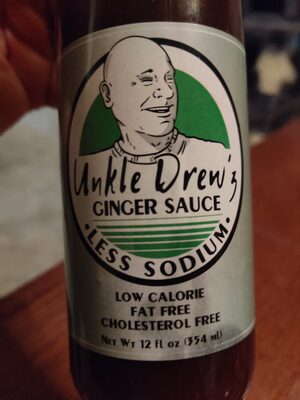 Unkle Drew'z
GINGER SAUCE
• LESS SODIUM •
LOW CALORIE
FAT FREE
CHOLESTEROL FREE
NET WT 12 fl oz (354 ml)